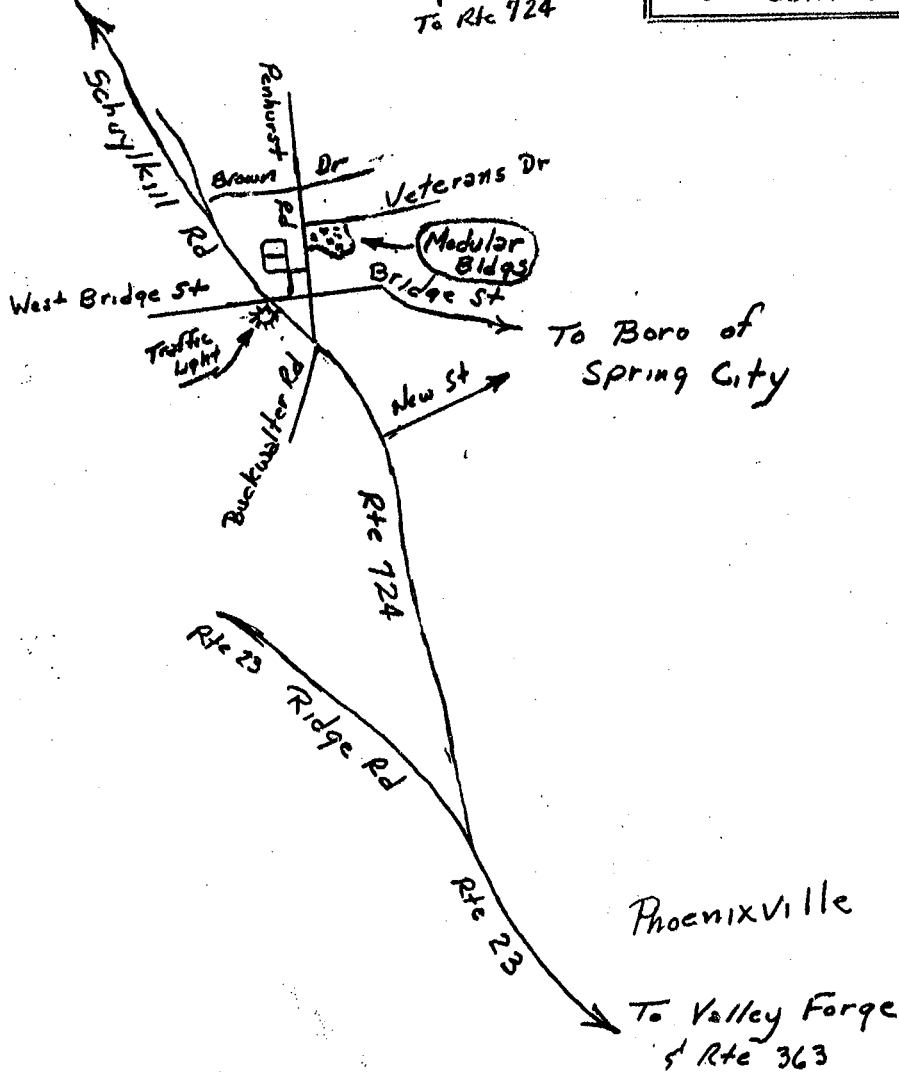 To Rte 724
Schuylkill
Rd
Penhurst
Rd
Brown Dr
Veterans Dr
Modular
Bldgs
West Bridge St
Bridge St
Traffic
Light
To Boro of
Spring City
New St
Buckwalter Rd
Rte 724
Rte 23
Ridge Rd
Rte 23
Phoenixville
To Valley Forge
& Rte 363